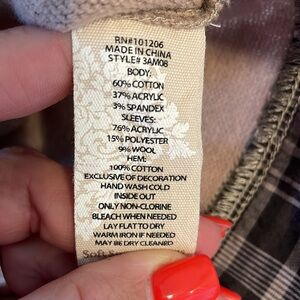 RN#101206
MADE IN CHINA
STYLE# 3AM08
BODY:
60% COTTON
37% ACRYLIC
3% SPANDEX
SLEEVES:
76% ACRYLIC
15% POLYESTER
9% WOOL
HEM:
100% COTTON
EXCLUSIVE OF DECORATION
HAND WASH COLD
INSIDE OUT
ONLY NON-CLORINE
BLEACH WHEN NEEDED
LAY FLAT TO DRY
WARM IRON IF NEEDED
MAY BE DRY CLEANED